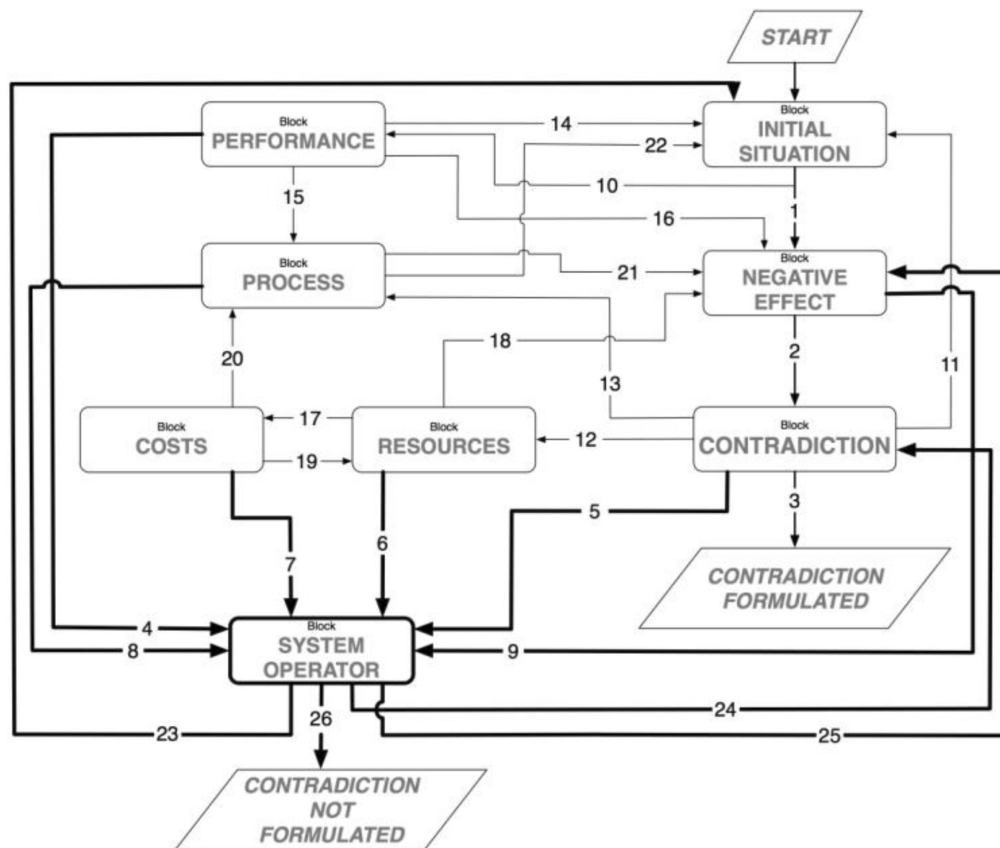 START
Block
PERFORMANCE
14
Block
INITIAL
SITUATION
22
10
15
16
1
Block
PROCESS
21
Block
NEGATIVE
EFFECT
20
18
2
11
13
Block
COSTS
17
19
Block
RESOURCES
12
Block
CONTRADICTION
3
5
6
7
CONTRADICTION
FORMULATED
4
8
Block
SYSTEM
OPERATOR
9
23
26
24
25
CONTRADICTION
NOT
FORMULATED